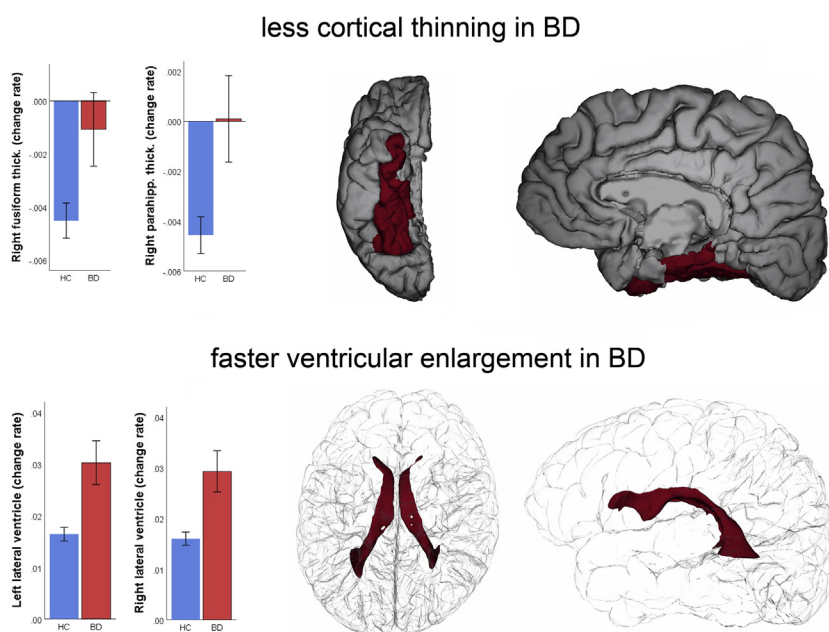 less cortical thinning in BD
Right fusiform thick. (change rate)
.000
-.002
-.004
-.006
HC BD
Right parahipp. thick. (change rate)
.002
.000
-.002
-.004
-.006
HC BD
faster ventricular enlargement in BD
Left lateral ventricle (change rate)
.04
.03
.02
.01
.00
HC BD
Right lateral ventricle (change rate)
.04
.03
.02
.01
.00
HC BD